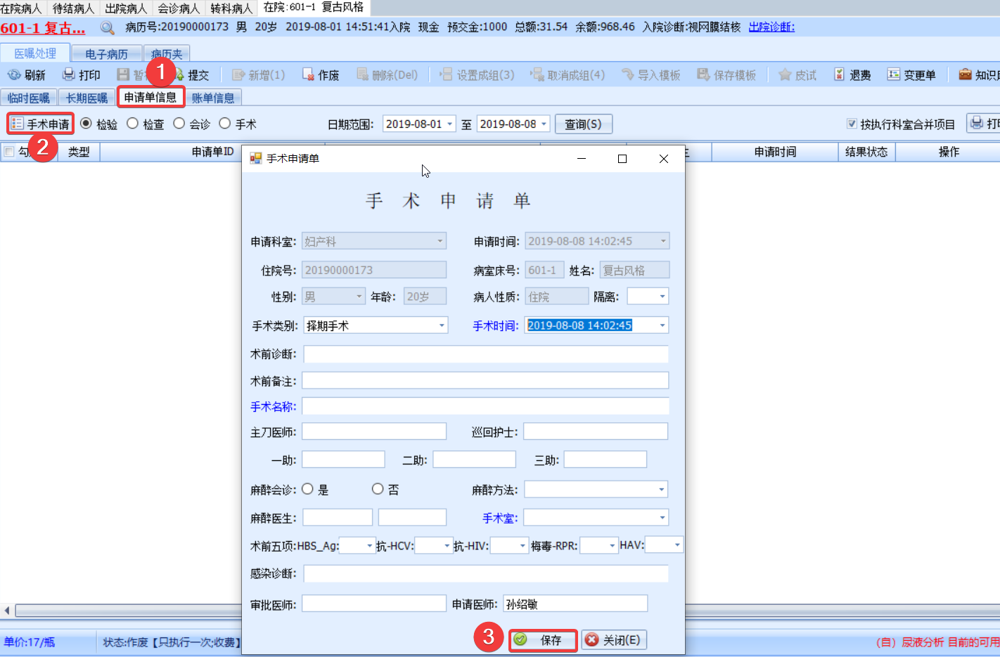 在院病人 待结病人 出院病人 会诊病人 转科病人 在院:601-1 复古风格
601-1 复古... 病历号:20190000173 男 20岁 2019-08-01 14:51:41入院 现金 预交金:1000 总额:31.54 余额:968.46 入院诊断:视网膜结核 出院诊断:
医嘱处理 电子病历 病历夹
刷新 打印 暂 1 提交 新增(1) 作废 删除(Del) 设置成组(3) 取消成组(4) 导入模板 保存模板 皮试 退费 变更单 知识
临时医嘱 长期医嘱 申请单信息 账单信息
手术申请 检验 检查 会诊 手术 日期范围: 2019-08-01 至 2019-08-08 查询(S) 按执行科室合并项目 打
勾 2 类型 申请单ID 申请时间 结果状态 操作
手术申请单
手 术 申 请 单
申请科室: 妇产科 申请时间: 2019-08-08 14:02:45
住院号: 20190000173 病室床号: 601-1 姓名: 复古风格
性别: 男 年龄: 20岁 病人性质: 住院 隔离:
手术类别: 择期手术 手术时间: 2019-08-08 14:02:45
术前诊断:
术前备注:
手术名称:
主刀医师: 巡回护士:
一助: 二助: 三助:
麻醉会诊: 是 否 麻醉方法:
麻醉医生: 手术室:
术前五项:HBS_Ag: 抗-HCV: 抗-HIV: 梅毒-RPR: HAV:
感染诊断:
审批医师: 申请医师: 孙绍敏
3 保存 关闭(E)
单价:17/瓶 状态:作废【只执行一次;收费】 (自) 尿液分析 目前的可用